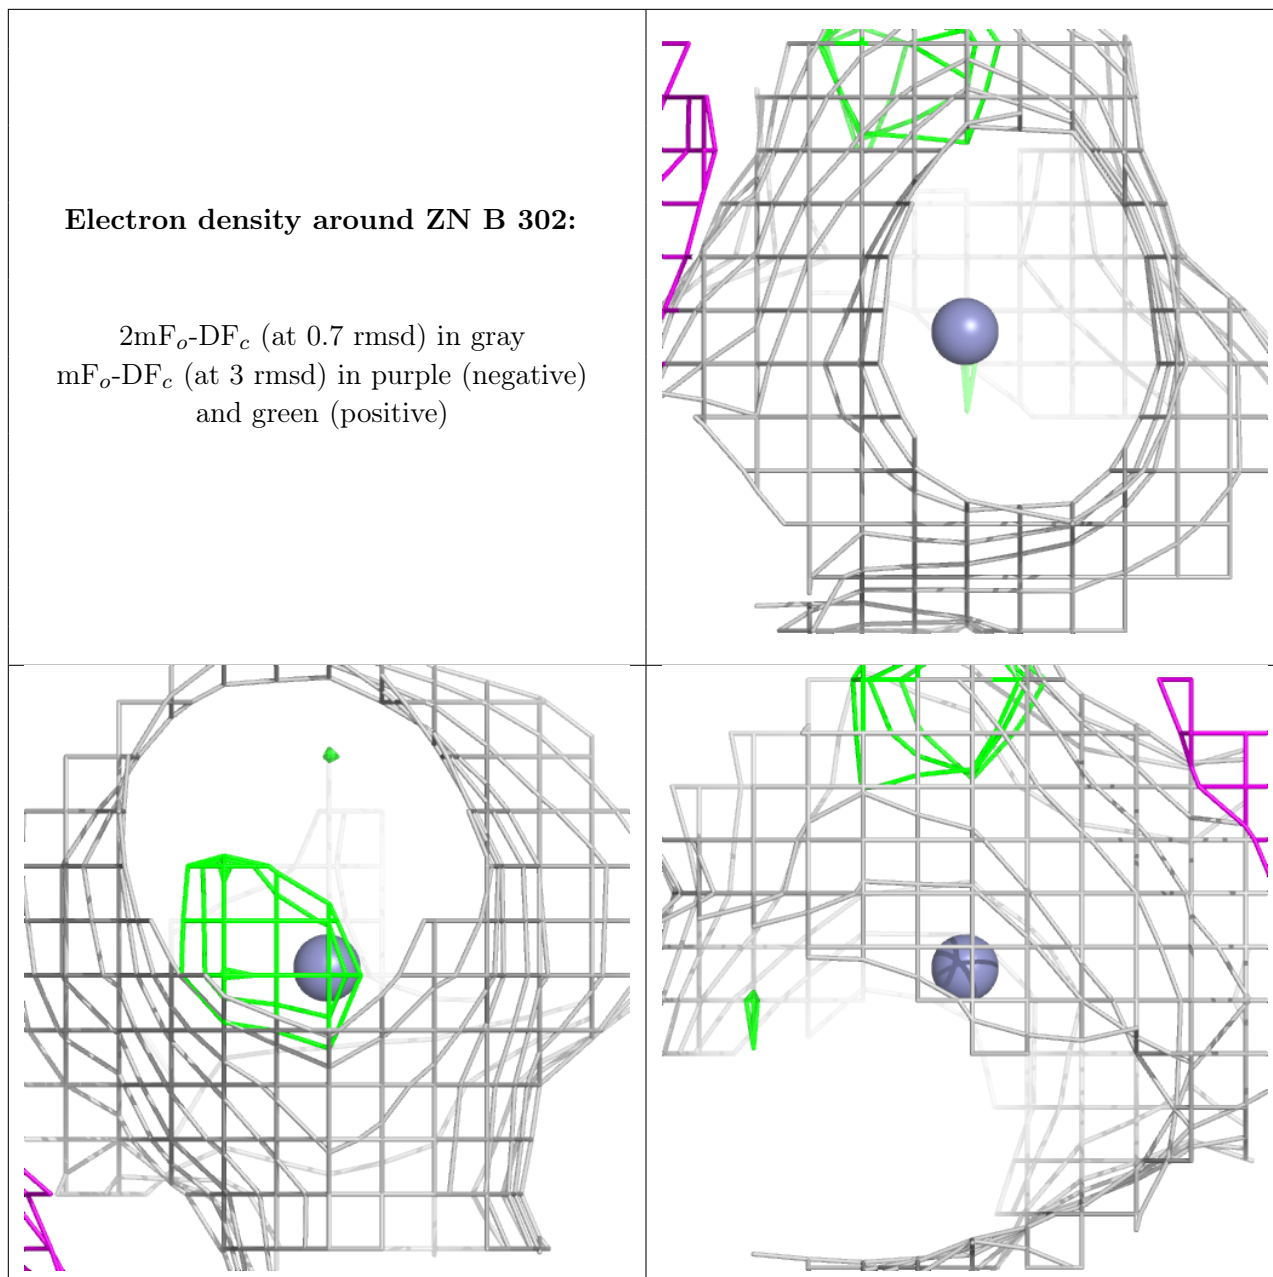 Electron density around ZN B 302:
2mFo-DFc (at 0.7 rmsd) in gray
mFo-DFc (at 3 rmsd) in purple (negative)
and green (positive)